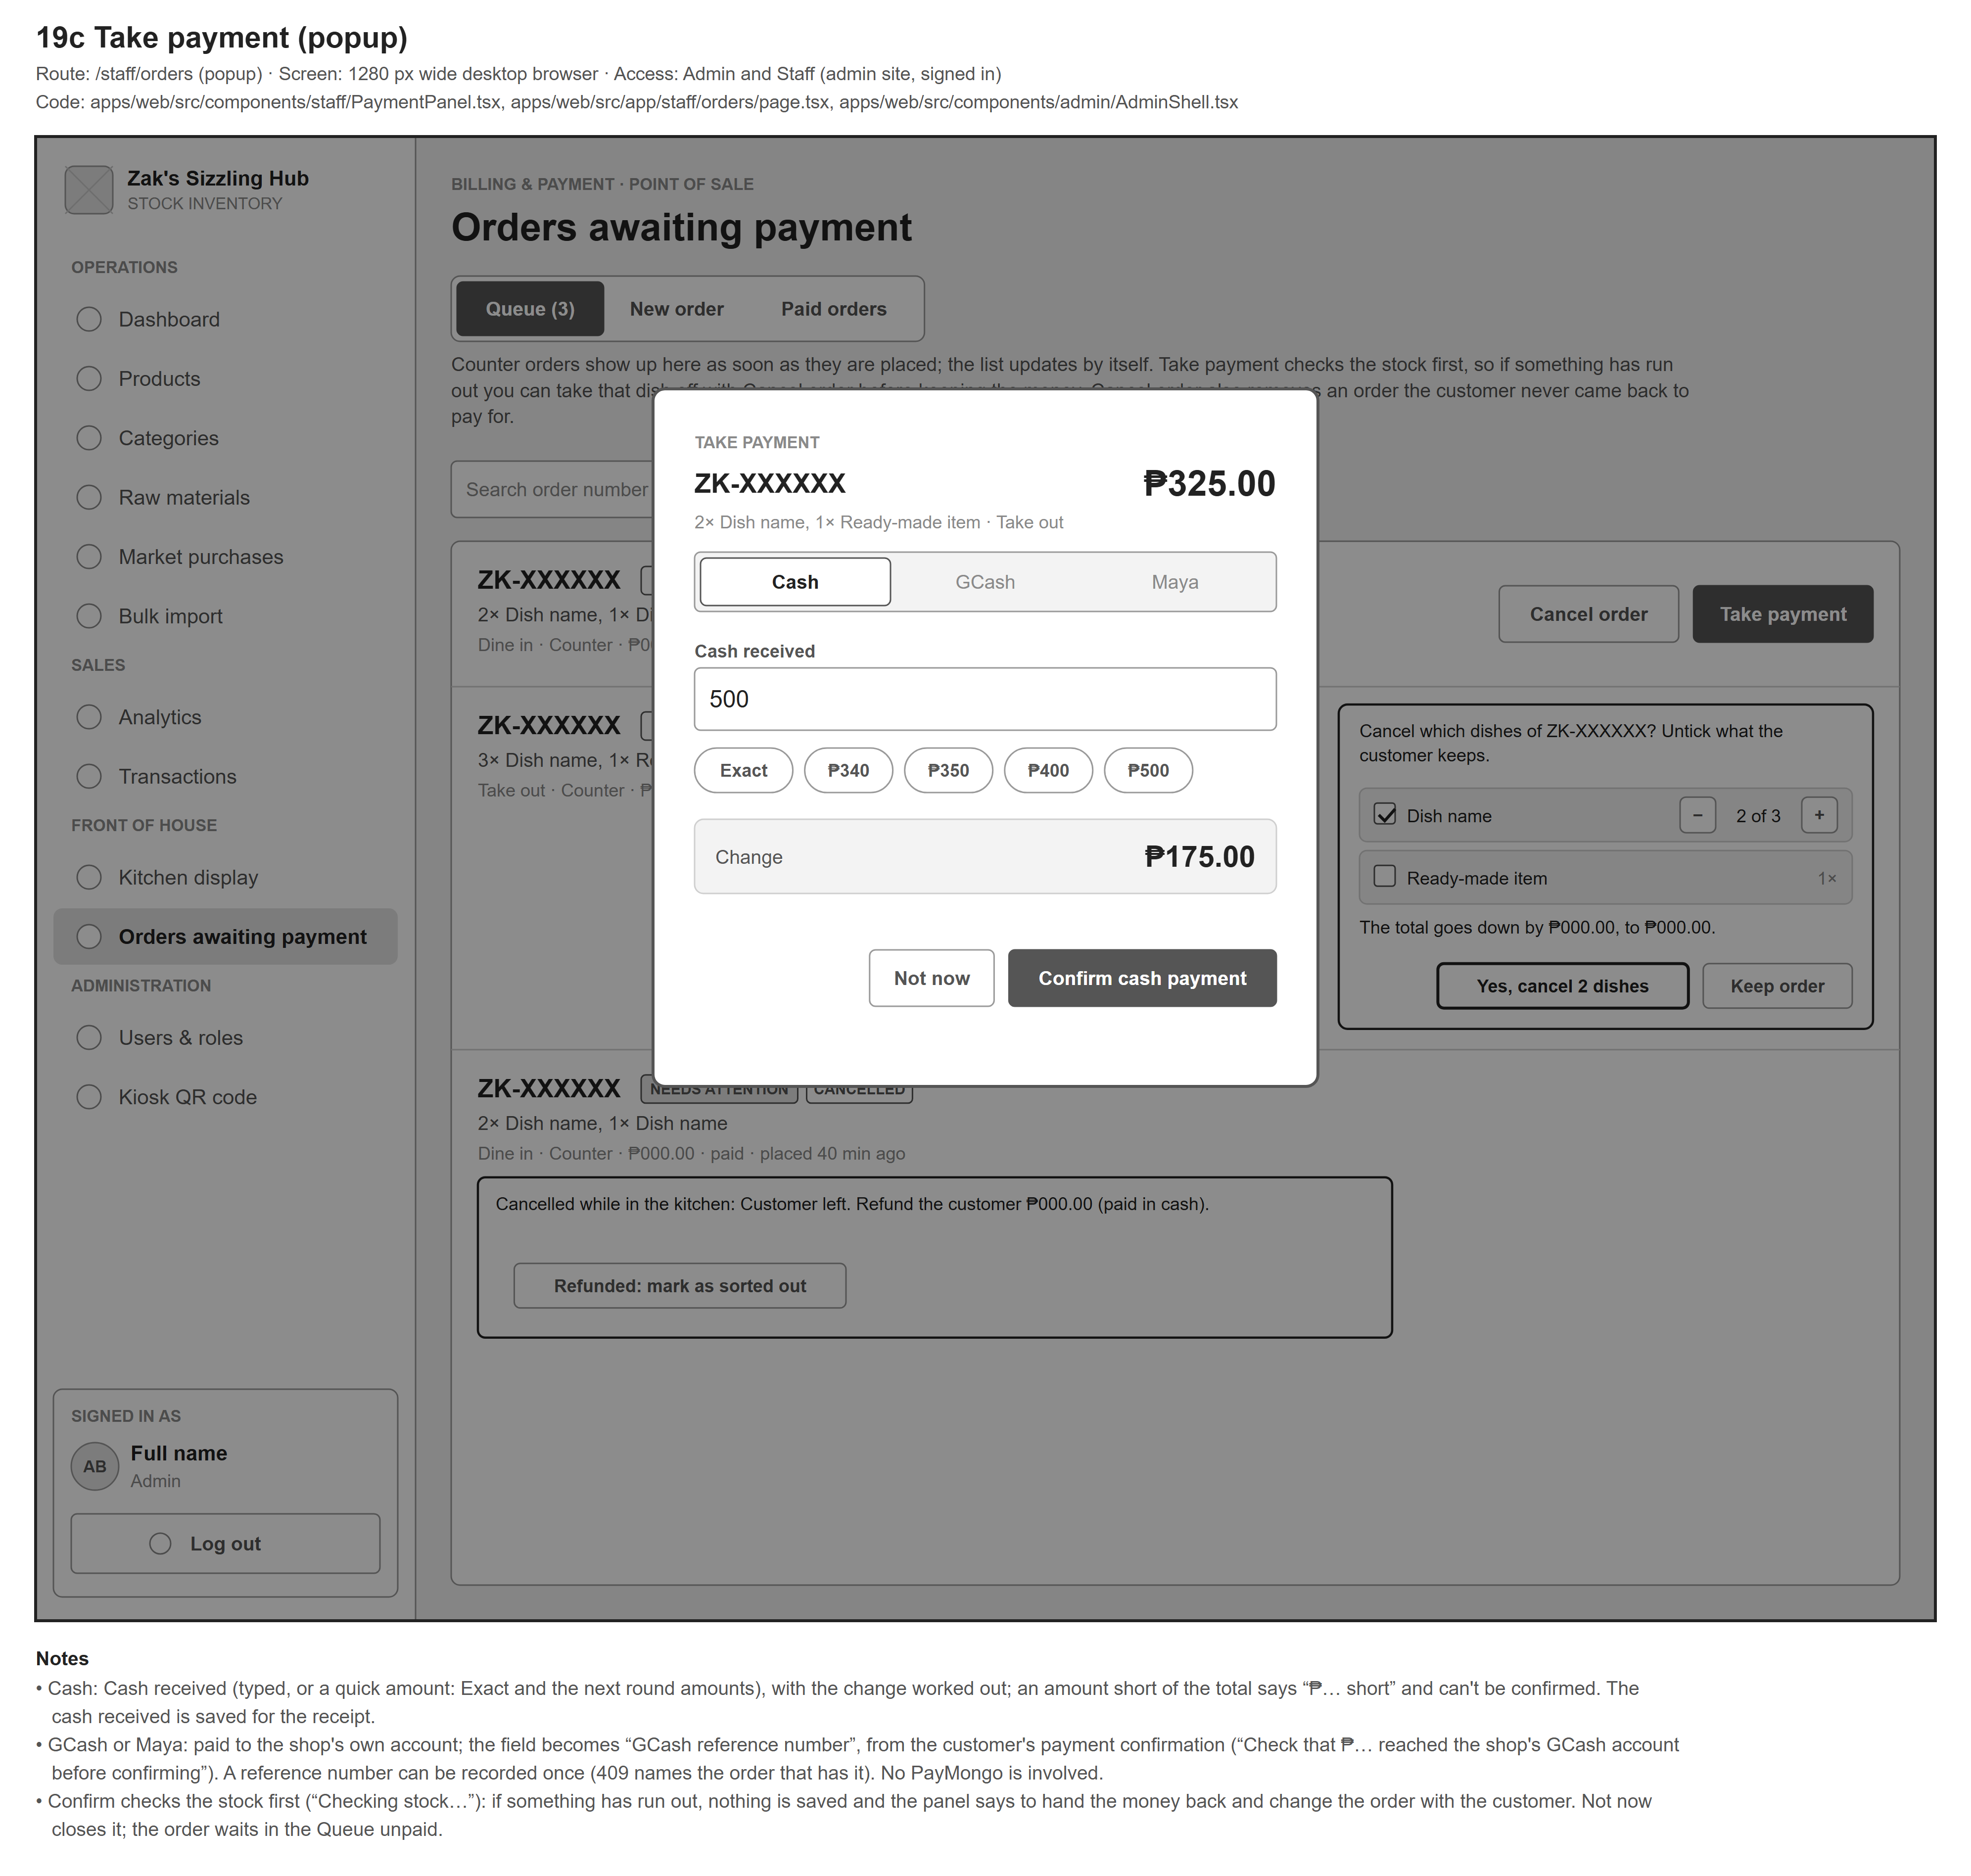 19c Take payment (popup)
Route: /staff/orders (popup) · Screen: 1280 px wide desktop browser · Access: Admin and Staff (admin site, signed in)
Code: apps/web/src/components/staff/PaymentPanel.tsx, apps/web/src/app/staff/orders/page.tsx, apps/web/src/components/admin/AdminShell.tsx
Zak's Sizzling Hub
STOCK INVENTORY
OPERATIONS
Dashboard
Products
Categories
Raw materials
Market purchases
Bulk import
SALES
Analytics
Transactions
FRONT OF HOUSE
Kitchen display
Orders awaiting payment
ADMINISTRATION
Users & roles
Kiosk QR code
SIGNED IN AS
AB
Full name
Admin
Log out
BILLING & PAYMENT · POINT OF SALE
Orders awaiting payment
Queue (3)
New order
Paid orders
Counter orders show up here as soon as they are placed; the list updates by itself. Take payment checks the stock first, so if something has run
out you can take that dish off with Cancel order before keeping the money. Cancel order also removes an order the customer never came back to
pay for.
Search order number
ZK-XXXXXX
2× Dish name, 1× Di
Dine in · Counter · ₱0
Cancel order
Take payment
ZK-XXXXXX
3× Dish name, 1× Re
Take out · Counter · ₱
Cancel which dishes of ZK-XXXXXX? Untick what the
customer keeps.
Dish name
− 2 of 3 +
Ready-made item
1×
The total goes down by ₱000.00, to ₱000.00.
Yes, cancel 2 dishes
Keep order
ZK-XXXXXX
NEEDS ATTENTION
CANCELLED
2× Dish name, 1× Dish name
Dine in · Counter · ₱000.00 · paid · placed 40 min ago
Cancelled while in the kitchen: Customer left. Refund the customer ₱000.00 (paid in cash).
Refunded: mark as sorted out
TAKE PAYMENT
ZK-XXXXXX
₱325.00
2× Dish name, 1× Ready-made item · Take out
Cash
GCash
Maya
Cash received
500
Exact
₱340
₱350
₱400
₱500
Change
₱175.00
Not now
Confirm cash payment
Notes
• Cash: Cash received (typed, or a quick amount: Exact and the next round amounts), with the change worked out; an amount short of the total says “₱… short” and can't be confirmed. The
cash received is saved for the receipt.
• GCash or Maya: paid to the shop's own account; the field becomes “GCash reference number”, from the customer's payment confirmation (“Check that ₱… reached the shop's GCash account
before confirming”). A reference number can be recorded once (409 names the order that has it). No PayMongo is involved.
• Confirm checks the stock first (“Checking stock…”): if something has run out, nothing is saved and the panel says to hand the money back and change the order with the customer. Not now
closes it; the order waits in the Queue unpaid.